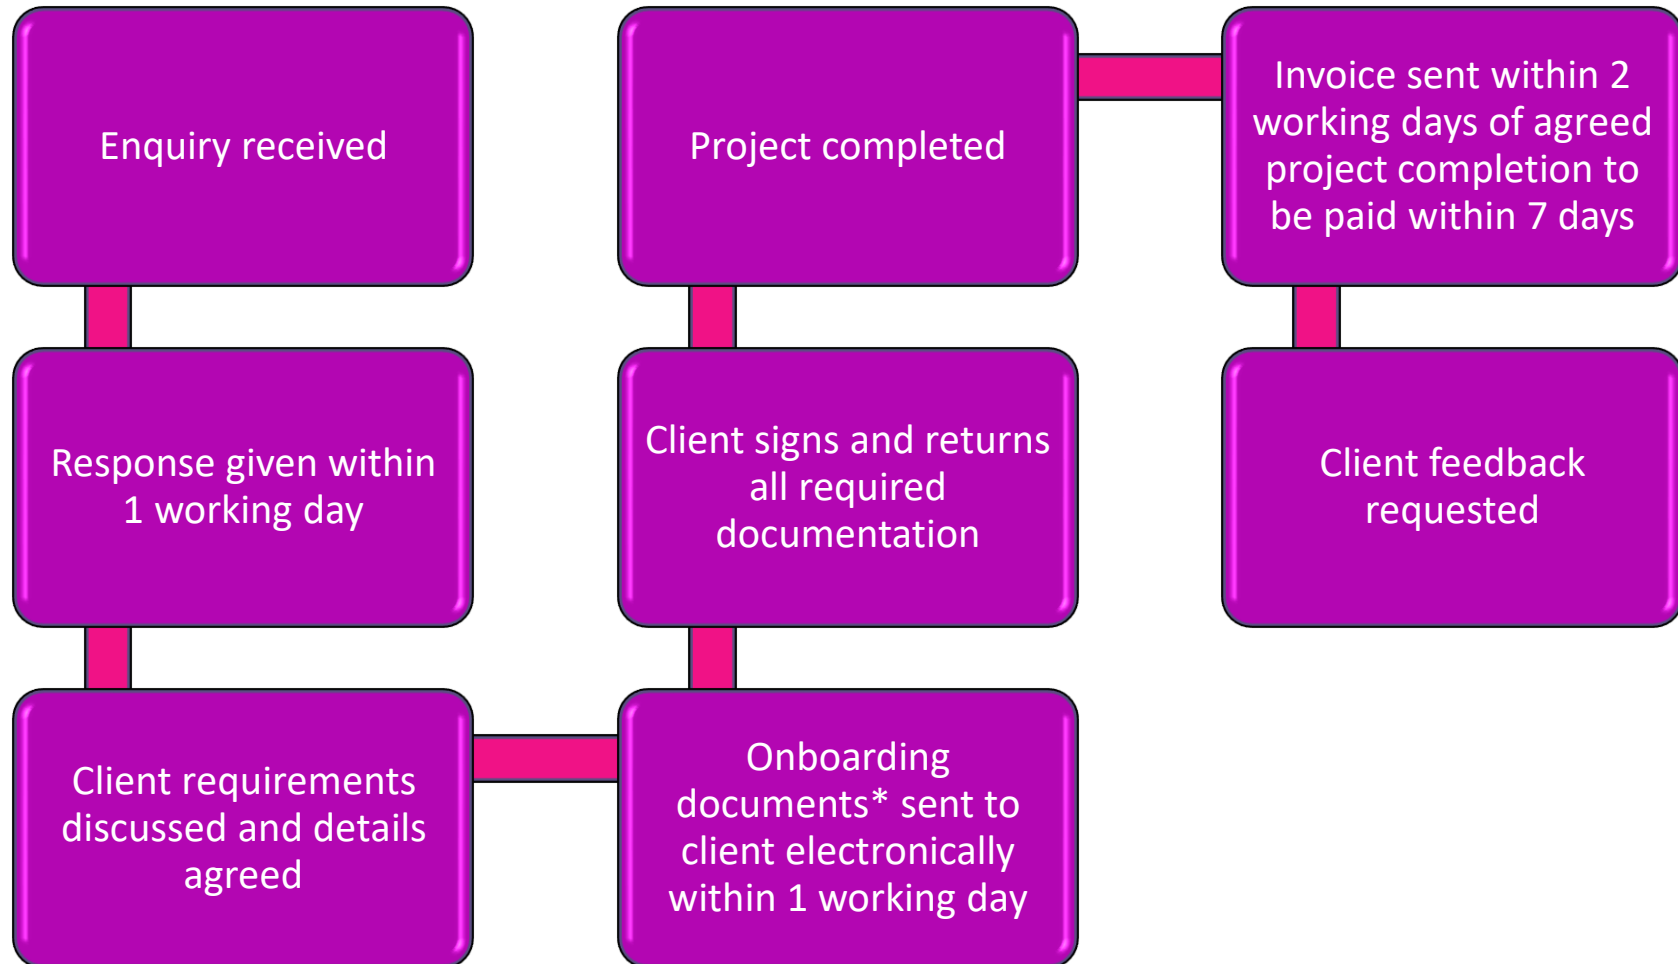 Enquiry received
Response given within
1 working day
Client requirements
discussed and details
agreed
Onboarding
documents* sent to
client electronically
within 1 working day
Client signs and returns
all required
documentation
Project completed
Invoice sent within 2
working days of agreed
project completion to
be paid within 7 days
Client feedback
requested